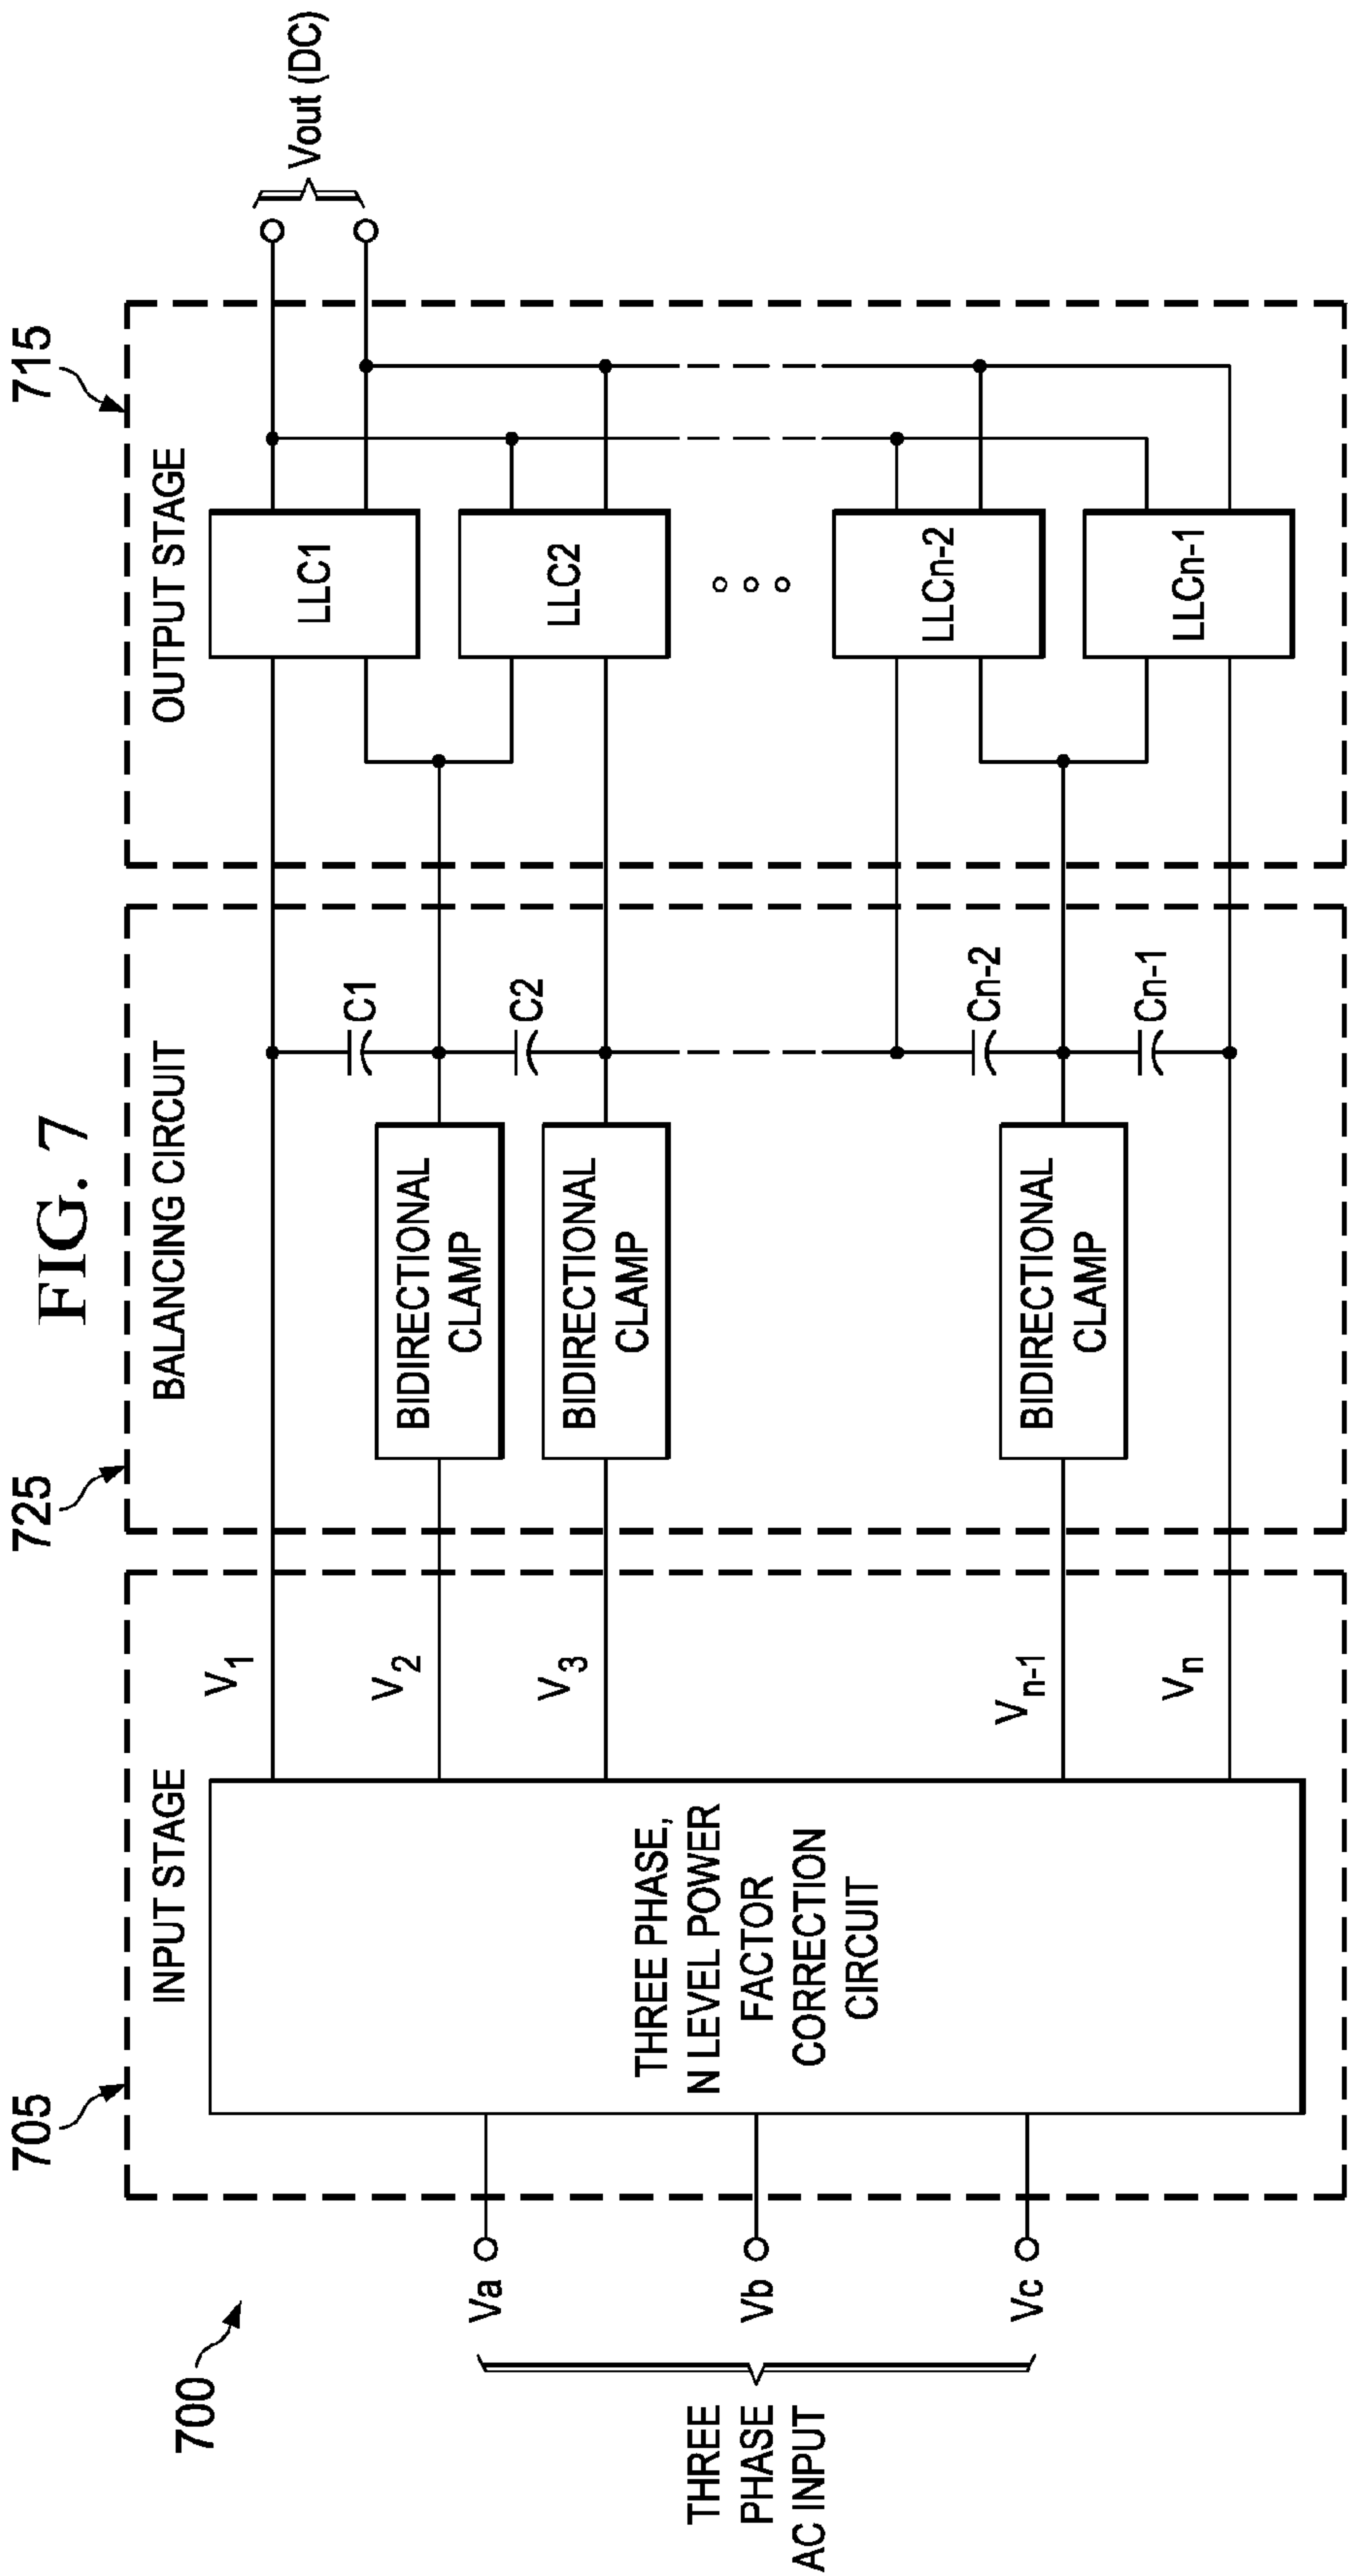 FIG. 7
700
705
725
715
INPUT STAGE
BALANCING CIRCUIT
OUTPUT STAGE
THREE
PHASE
AC INPUT
Va
Vb
Vc
THREE PHASE,
N LEVEL POWER
FACTOR
CORRECTION
CIRCUIT
V1
V2
V3
Vn-1
Vn
BIDIRECTIONAL
CLAMP
BIDIRECTIONAL
CLAMP
BIDIRECTIONAL
CLAMP
C1
C2
Cn-2
Cn-1
LLC1
LLC2
LLCn-2
LLCn-1
Vout (DC)